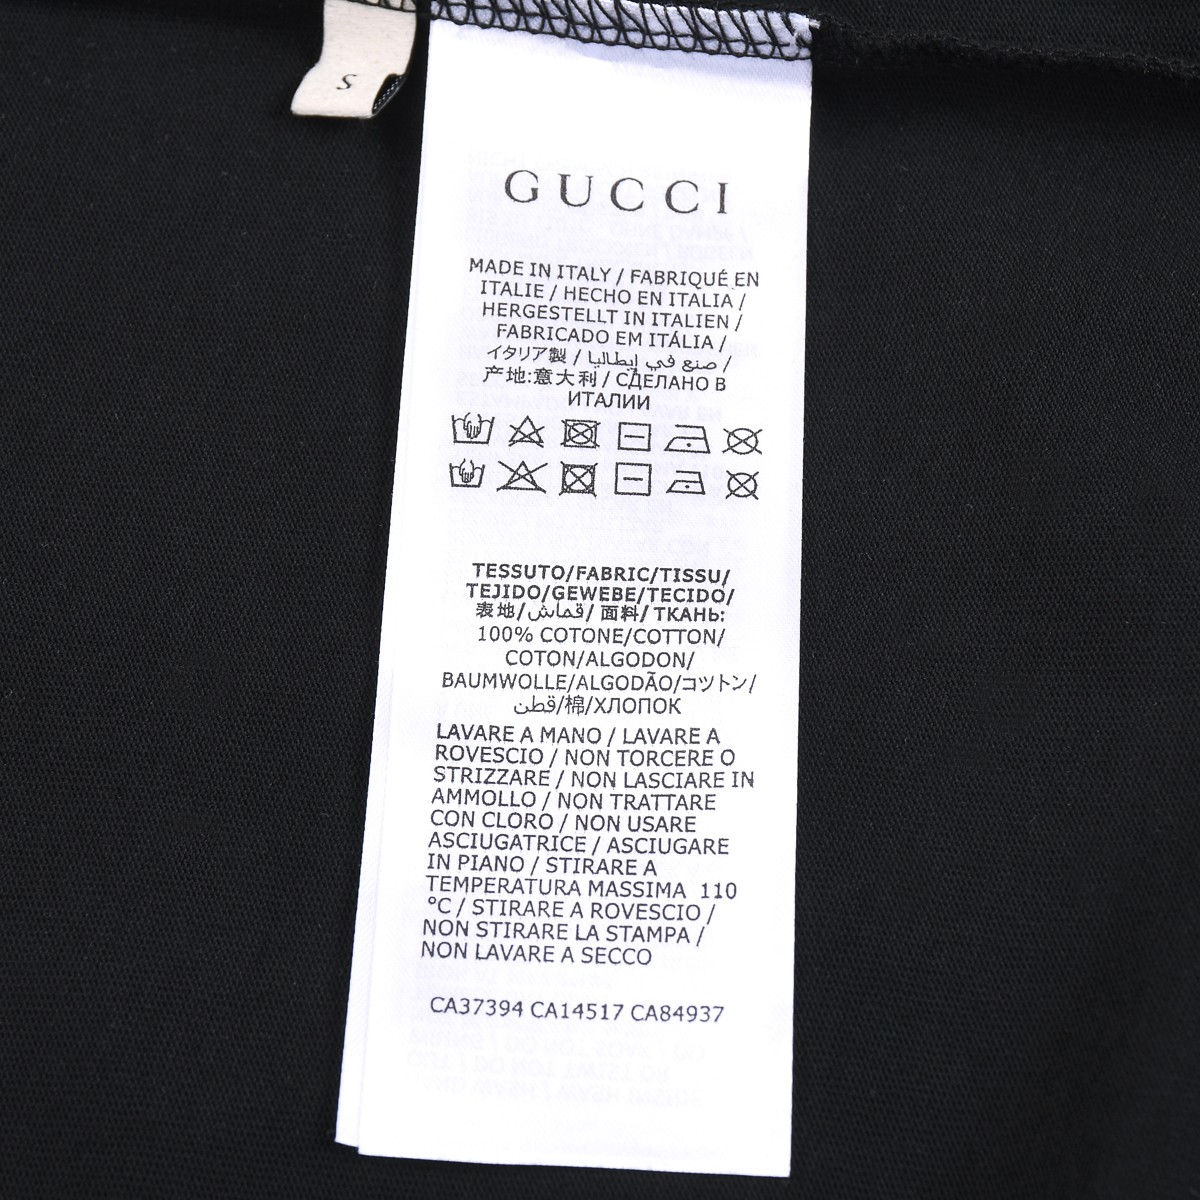 S
GUCCI
MADE IN ITALY / FABRIQUÉ EN
ITALIE / HECHO EN ITALIA /
HERGESTELLT IN ITALIEN /
FABRICADO EM ITÁLIA /
イタリア製 / صنع في إيطاليا /
产地:意大利 / СДЕЛАНО В
ИТАЛИИ
TESSUTO/FABRIC/TISSU/
TEJIDO/GEWEBE/TECIDO/
表地/قماش/ 面料/ ТКАНЬ:
100% COTONE/COTTON/
COTON/ALGODON/
BAUMWOLLE/ALGODÃO/コットン/
قطن/棉/ХЛОПОК
LAVARE A MANO / LAVARE A
ROVESCIO / NON TORCERE O
STRIZZARE / NON LASCIARE IN
AMMOLLO / NON TRATTARE
CON CLORO / NON USARE
ASCIUGATRICE / ASCIUGARE
IN PIANO / STIRARE A
TEMPERATURA MASSIMA 110
°C / STIRARE A ROVESCIO /
NON STIRARE LA STAMPA /
NON LAVARE A SECCO
CA37394 CA14517 CA84937